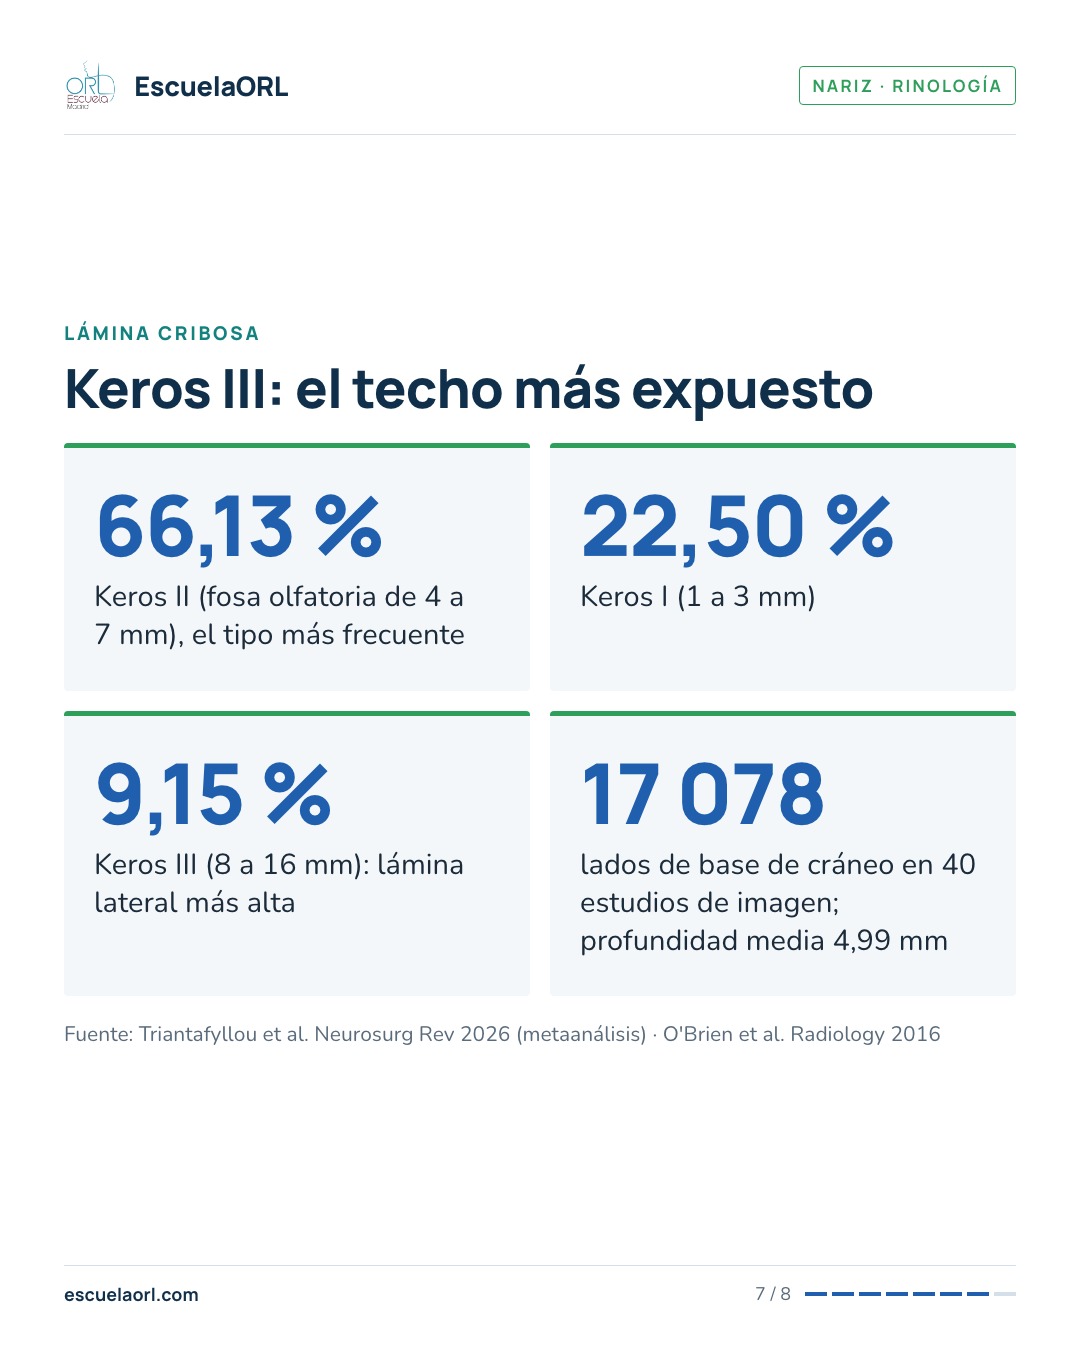 ORL
Escuela
Madrid
EscuelaORL
NARIZ · RINOLOGÍA
LÁMINA CRIBOSA
Keros III: el techo más expuesto
66,13 %
Keros II (fosa olfatoria de 4 a
7 mm), el tipo más frecuente
22,50 %
Keros I (1 a 3 mm)
9,15 %
Keros III (8 a 16 mm): lámina
lateral más alta
17 078
lados de base de cráneo en 40
estudios de imagen;
profundidad media 4,99 mm
Fuente: Triantafyllou et al. Neurosurg Rev 2026 (metaanálisis) · O'Brien et al. Radiology 2016
escuelaorl.com
7 / 8